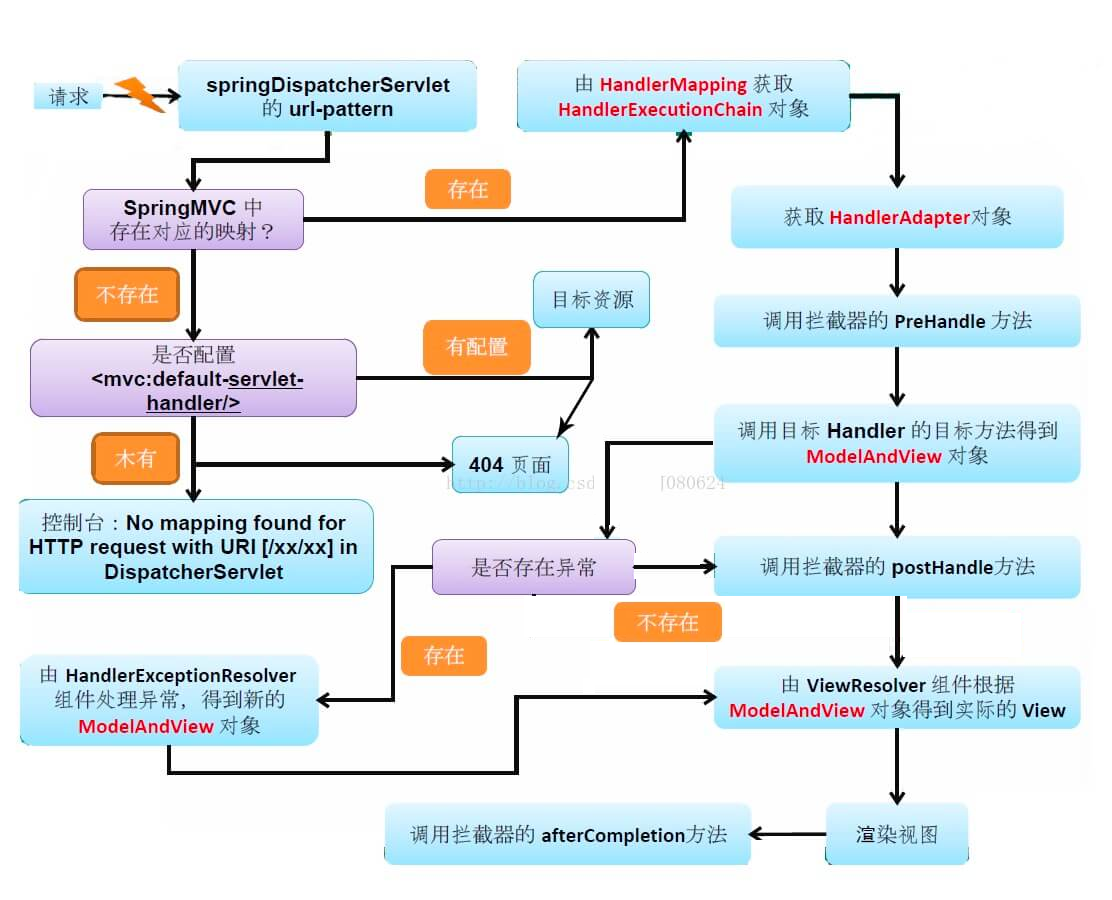 请求
springDispatcherServlet
的 url-pattern
由 HandlerMapping 获取
HandlerExecutionChain 对象
SpringMVC 中
存在对应的映射？
存在
获取 HandlerAdapter对象
不存在
目标资源
调用拦截器的 PreHandle 方法
是否配置
<mvc:default-servlet-
handler/>
有配置
调用目标 Handler 的目标方法得到
ModelAndView 对象
木有
404 页面
http://blog.csd
J080624
控制台：No mapping found for
HTTP request with URI [/xx/xx] in
DispatcherServlet
是否存在异常
调用拦截器的 postHandle方法
不存在
存在
由 HandlerExceptionResolver
组件处理异常，得到新的
ModelAndView 对象
由 ViewResolver 组件根据
ModelAndView 对象得到实际的 View
调用拦截器的 afterCompletion方法
渲染视图